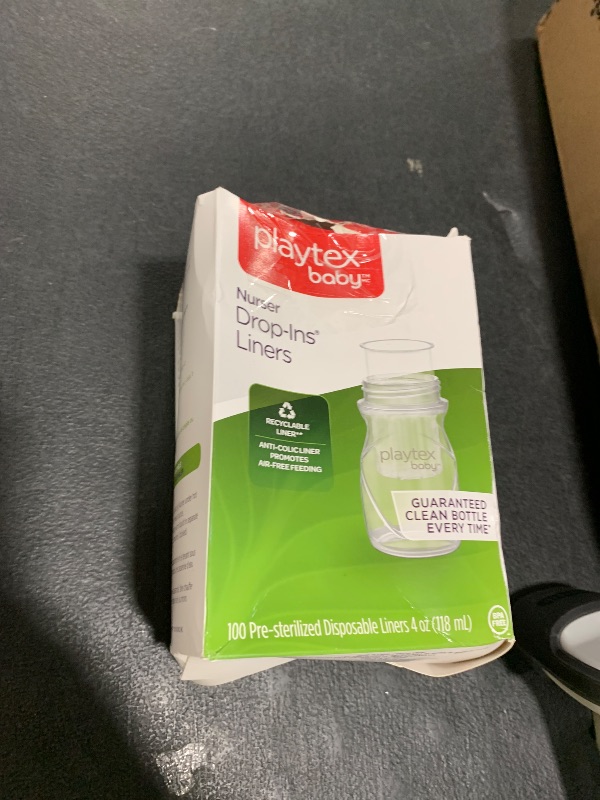 playtex
baby™
Nurser
Drop-Ins®
Liners
RECYCLABLE
LINER**
ANTI-COLIC LINER
PROMOTES
AIR-FREE FEEDING
playtex
baby
GUARANTEED
CLEAN BOTTLE
EVERY TIME*
100 Pre-sterilized Disposable Liners 4 oz (118 mL)
BPA
FREE